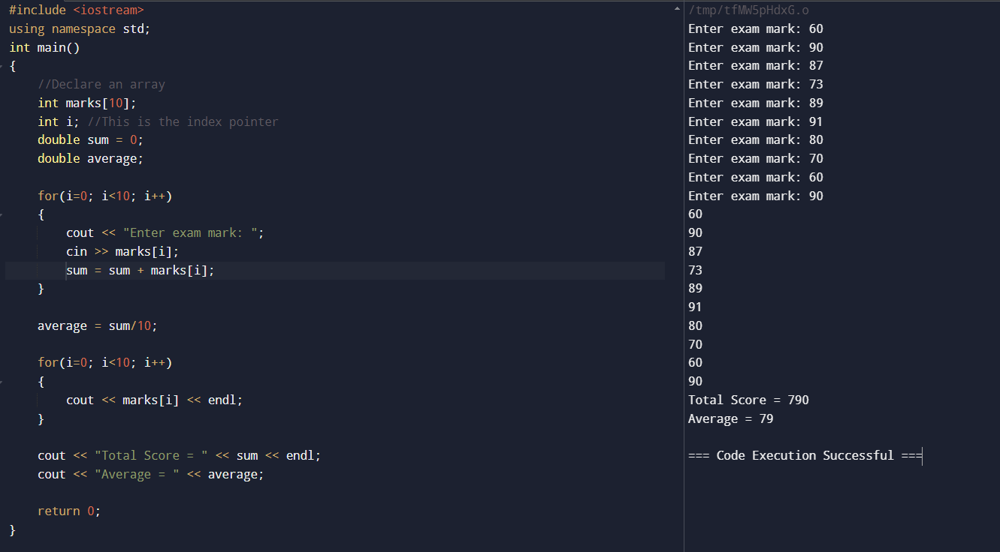 #include <iostream>
using namespace std;
int main()
{
    //Declare an array
    int marks[10];
    int i; //This is the index pointer
    double sum = 0;
    double average;

    for(i=0; i<10; i++)
    {
        cout << "Enter exam mark: ";
        cin >> marks[i];
        sum = sum + marks[i];
    }

    average = sum/10;

    for(i=0; i<10; i++)
    {
        cout << marks[i] << endl;
    }

    cout << "Total Score = " << sum << endl;
    cout << "Average = " << average;

    return 0;
}
/tmp/tfMW5pHdxG.o
Enter exam mark: 60
Enter exam mark: 90
Enter exam mark: 87
Enter exam mark: 73
Enter exam mark: 89
Enter exam mark: 91
Enter exam mark: 80
Enter exam mark: 70
Enter exam mark: 60
Enter exam mark: 90
60
90
87
73
89
91
80
70
60
90
Total Score = 790
Average = 79

=== Code Execution Successful ===